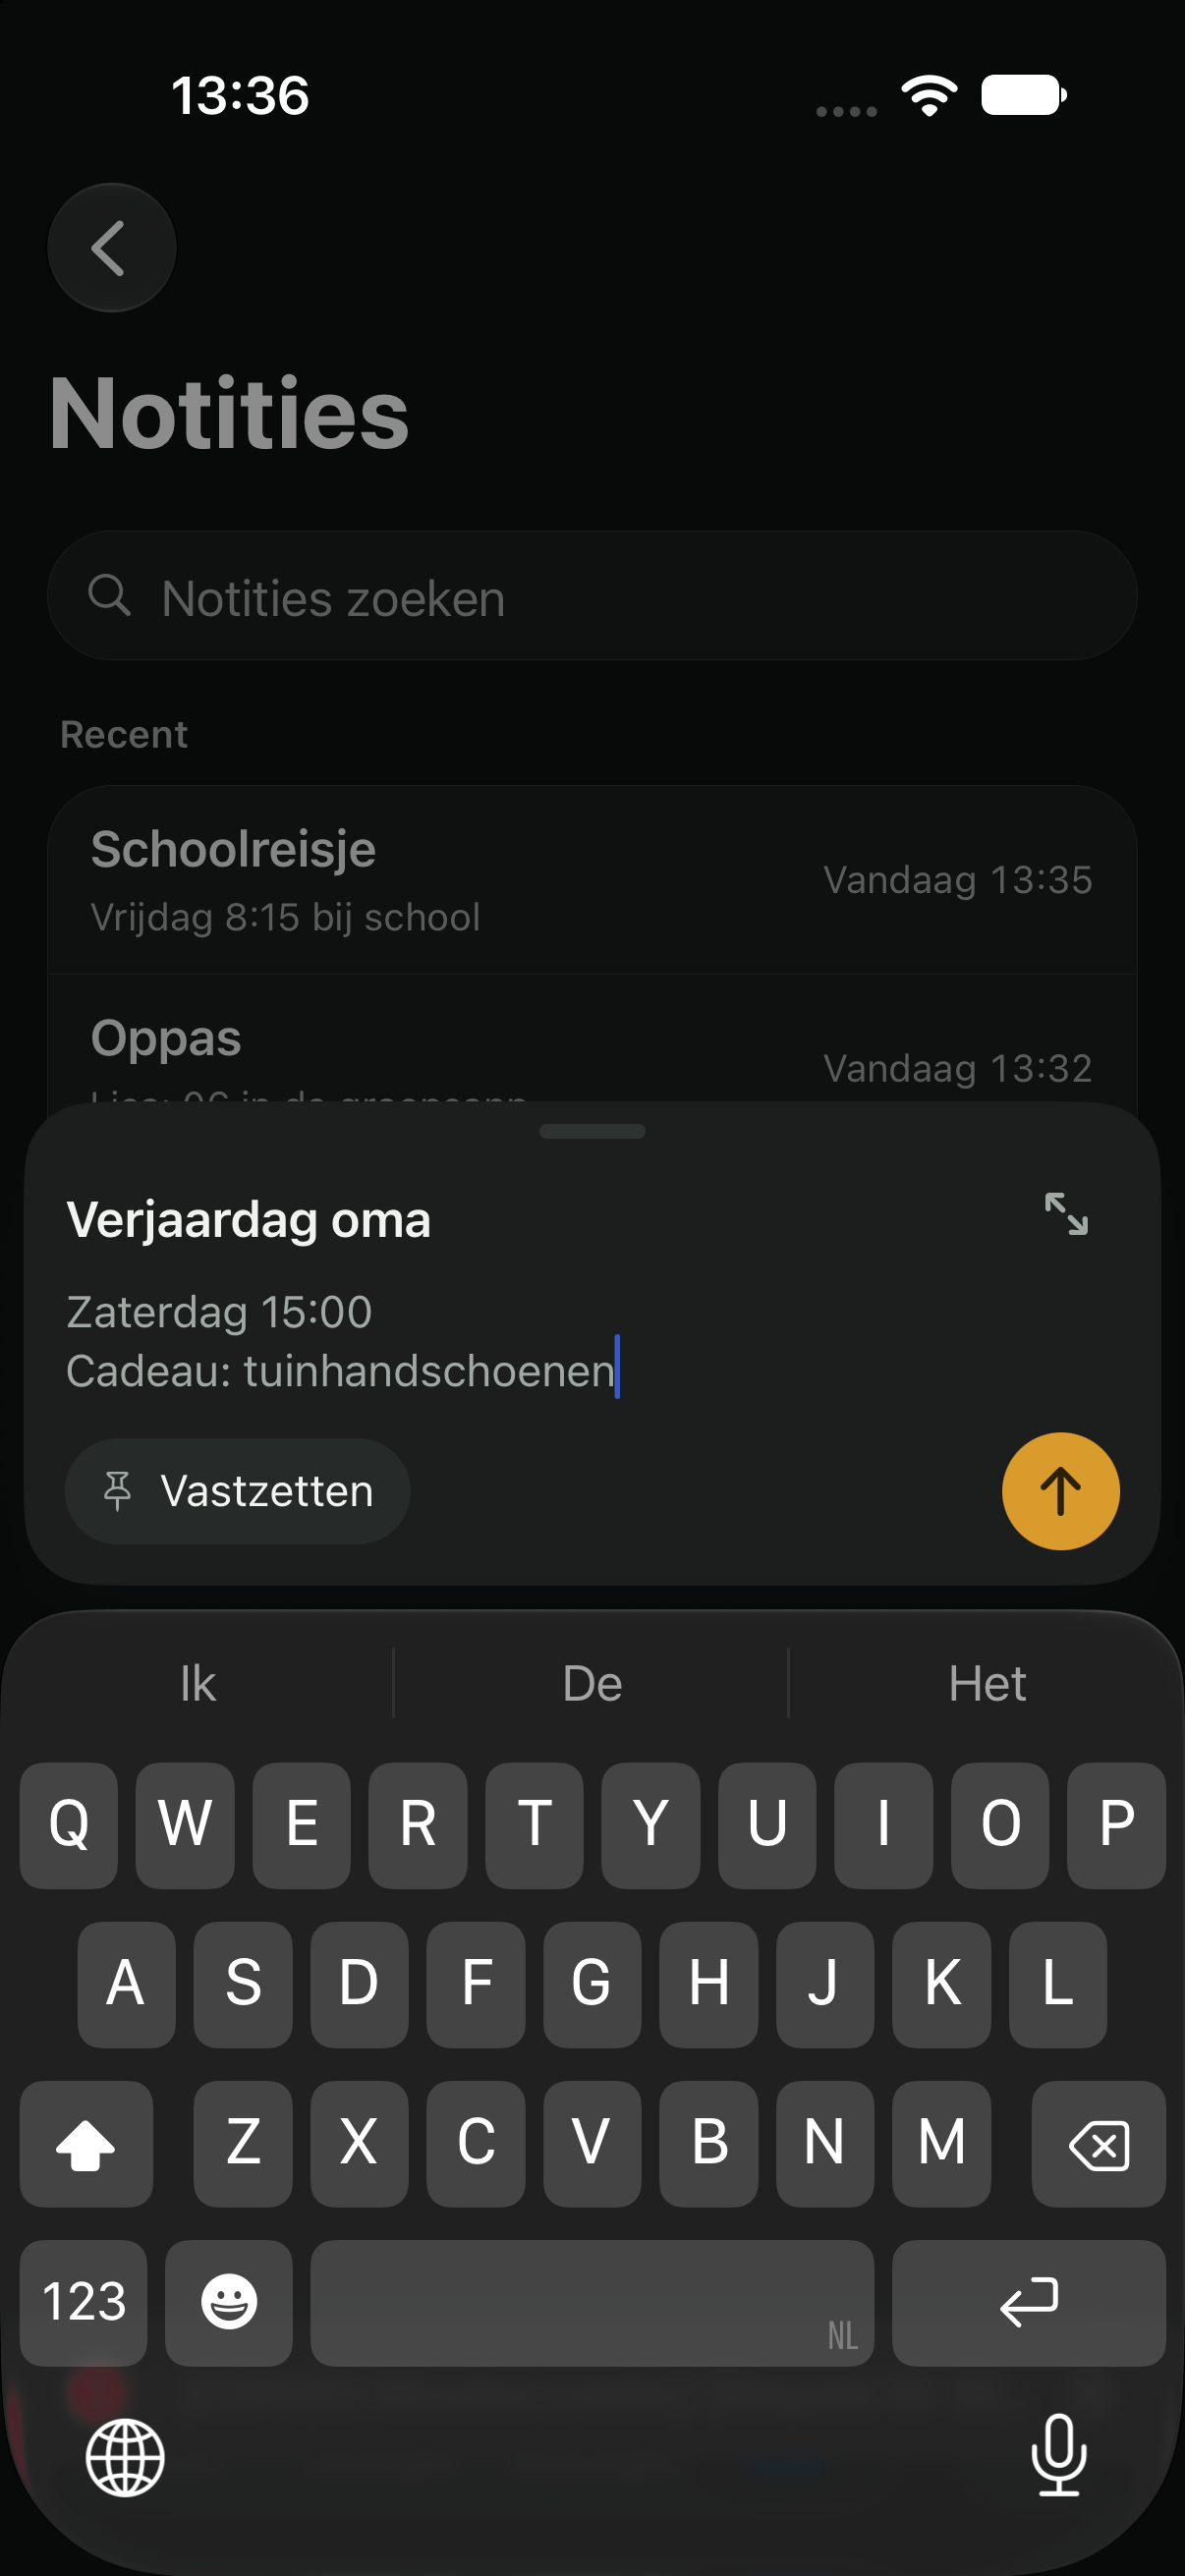 13:36
Notities
Notities zoeken
Recent
Schoolreisje
Vandaag 13:35
Vrijdag 8:15 bij school
Oppas
Vandaag 13:32
Verjaardag oma
Zaterdag 15:00
Cadeau: tuinhandschoenen
Vastzetten
Ik De Het
Q W E R T Y U I O P
A S D F G H J K L
Z X C V B N M
123
NL